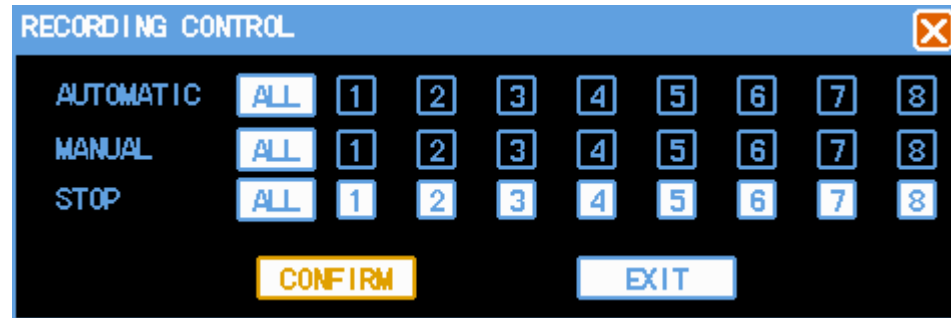 RECORDING CONTROL
AUTOMATIC ALL 1 2 3 4 5 6 7 8
MANUAL ALL 1 2 3 4 5 6 7 8
STOP ALL 1 2 3 4 5 6 7 8
CONFIRM EXIT